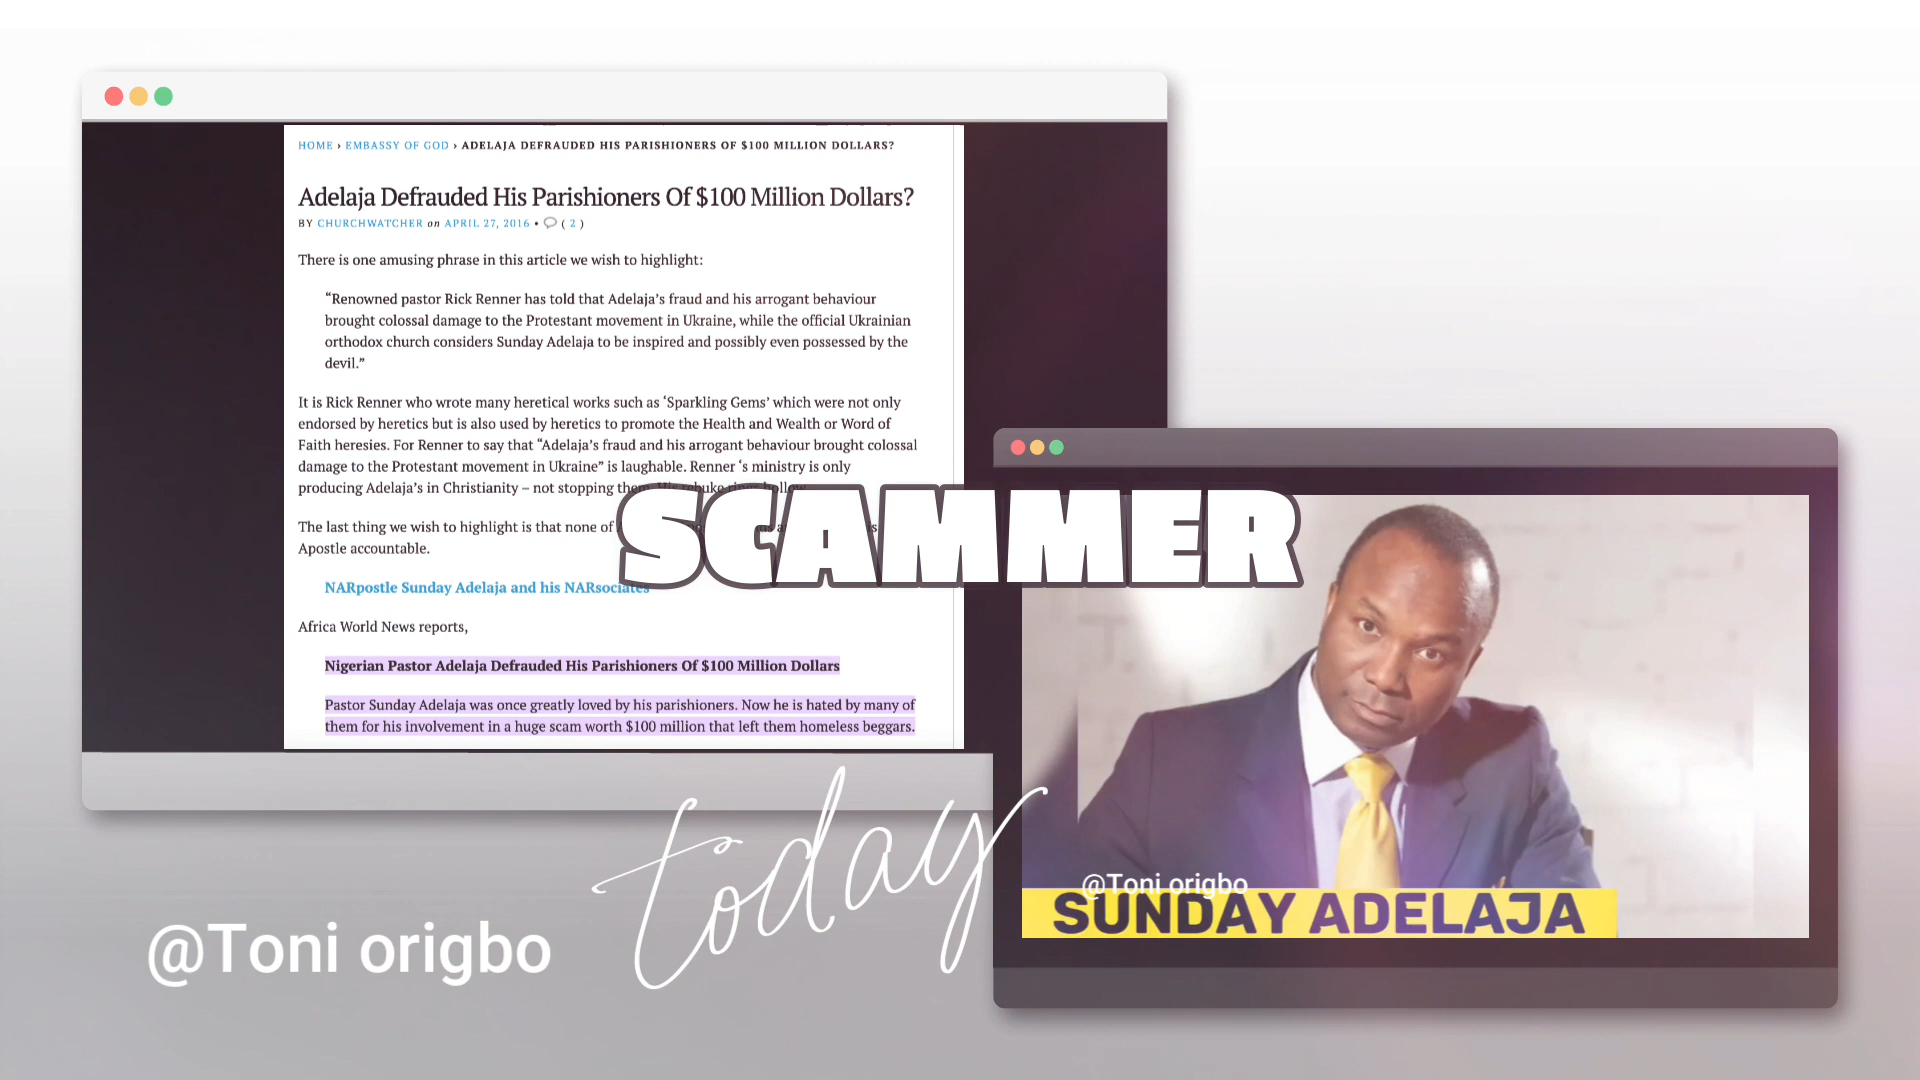 HOME › EMBASSY OF GOD › ADELAJA DEFRAUDED HIS PARISHIONERS OF $100 MILLION DOLLARS?
Adelaja Defrauded His Parishioners Of $100 Million Dollars?
BY CHURCHWATCHER on APRIL 27, 2016 • ( 2 )
There is one amusing phrase in this article we wish to highlight:
“Renowned pastor Rick Renner has told that Adelaja’s fraud and his arrogant behaviour
brought colossal damage to the Protestant movement in Ukraine, while the official Ukrainian
orthodox church considers Sunday Adelaja to be inspired and possibly even possessed by the
devil.”
It is Rick Renner who wrote many heretical works such as ‘Sparkling Gems’ which were not only
endorsed by heretics but is also used by heretics to promote the Health and Wealth or Word of
Faith heresies. For Renner to say that “Adelaja’s fraud and his arrogant behaviour brought colossal
damage to the Protestant movement in Ukraine” is laughable. Renner ‘s ministry is only
producing Adelaja’s in Christianity – not stopping them. His rebuke rings hollow.
The last thing we wish to highlight is that none of
Apostle accountable.
SCAMMER
NARpostle Sunday Adelaja and his NARsociates
Africa World News reports,
Nigerian Pastor Adelaja Defrauded His Parishioners Of $100 Million Dollars
Pastor Sunday Adelaja was once greatly loved by his parishioners. Now he is hated by many of
them for his involvement in a huge scam worth $100 million that left them homeless beggars.
today
@Toni origbo
@Toni origbo
SUNDAY ADELAJA